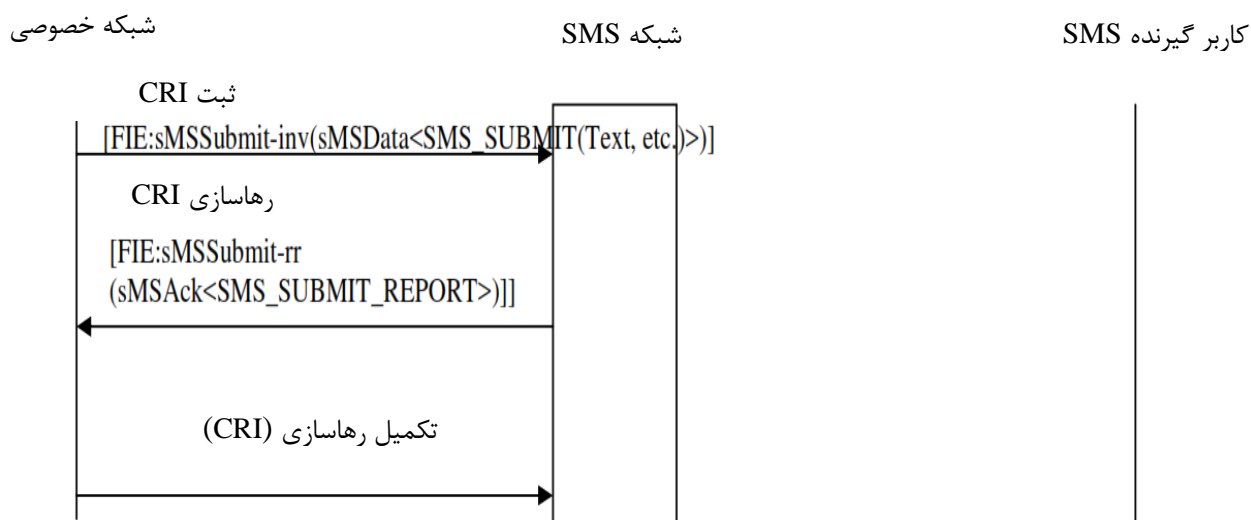 شبکه خصوصی
شبکه SMS
کاربر گیرنده SMS
ثبت CRI
[FIE:sMSSubmit-inv(sMSData<SMS_SUBMIT(Text, etc.)>)]
رهاسازی CRI
[FIE:sMSSubmit-rr
(sMSAck<SMS_SUBMIT_REPORT>)]]
تکمیل رهاسازی (CRI)